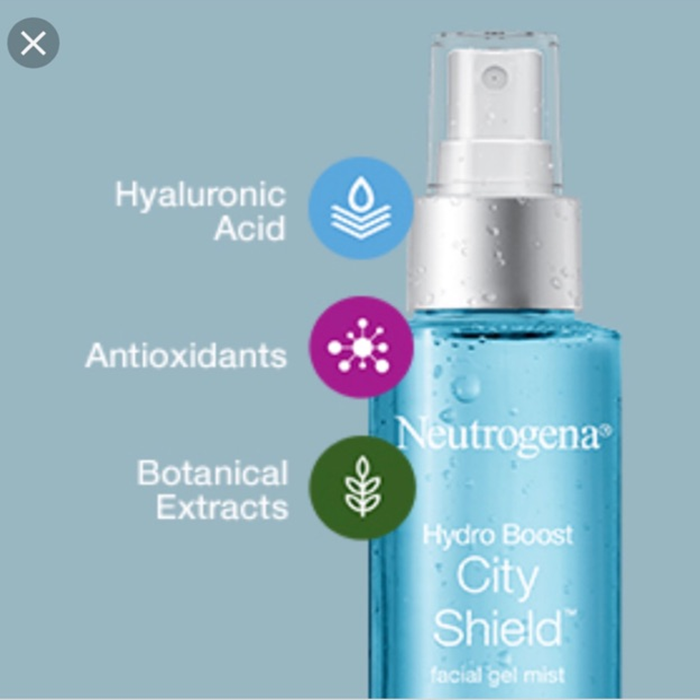 Hyaluronic
Acid
Antioxidants
Botanical
Extracts
Neutrogena®
Hydro Boost
City
Shield™
facial gel mist